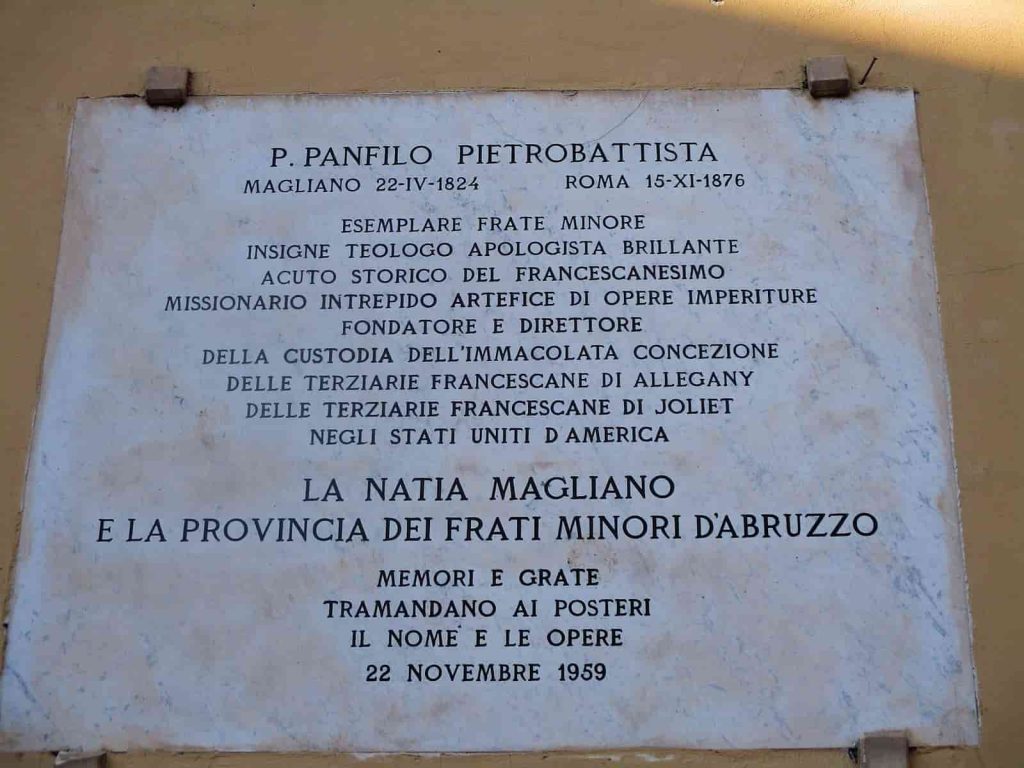 P. PANFILO PIETROBATTISTA
MAGLIANO 22-IV-1824 ROMA 15-XI-1876
ESEMPLARE FRATE MINORE
INSIGNE TEOLOGO APOLOGISTA BRILLANTE
ACUTO STORICO DEL FRANCESCANESIMO
MISSIONARIO INTREPIDO ARTEFICE DI OPERE IMPERITURE
FONDATORE E DIRETTORE
DELLA CUSTODIA DELL'IMMACOLATA CONCEZIONE
DELLE TERZIARIE FRANCESCANE DI ALLEGANY
DELLE TERZIARIE FRANCESCANE DI JOLIET
NEGLI STATI UNITI D'AMERICA
LA NATIA MAGLIANO
E LA PROVINCIA DEI FRATI MINORI D'ABRUZZO
MEMORI E GRATE
TRAMANDANO AI POSTERI
IL NOME E LE OPERE
22 NOVEMBRE 1959